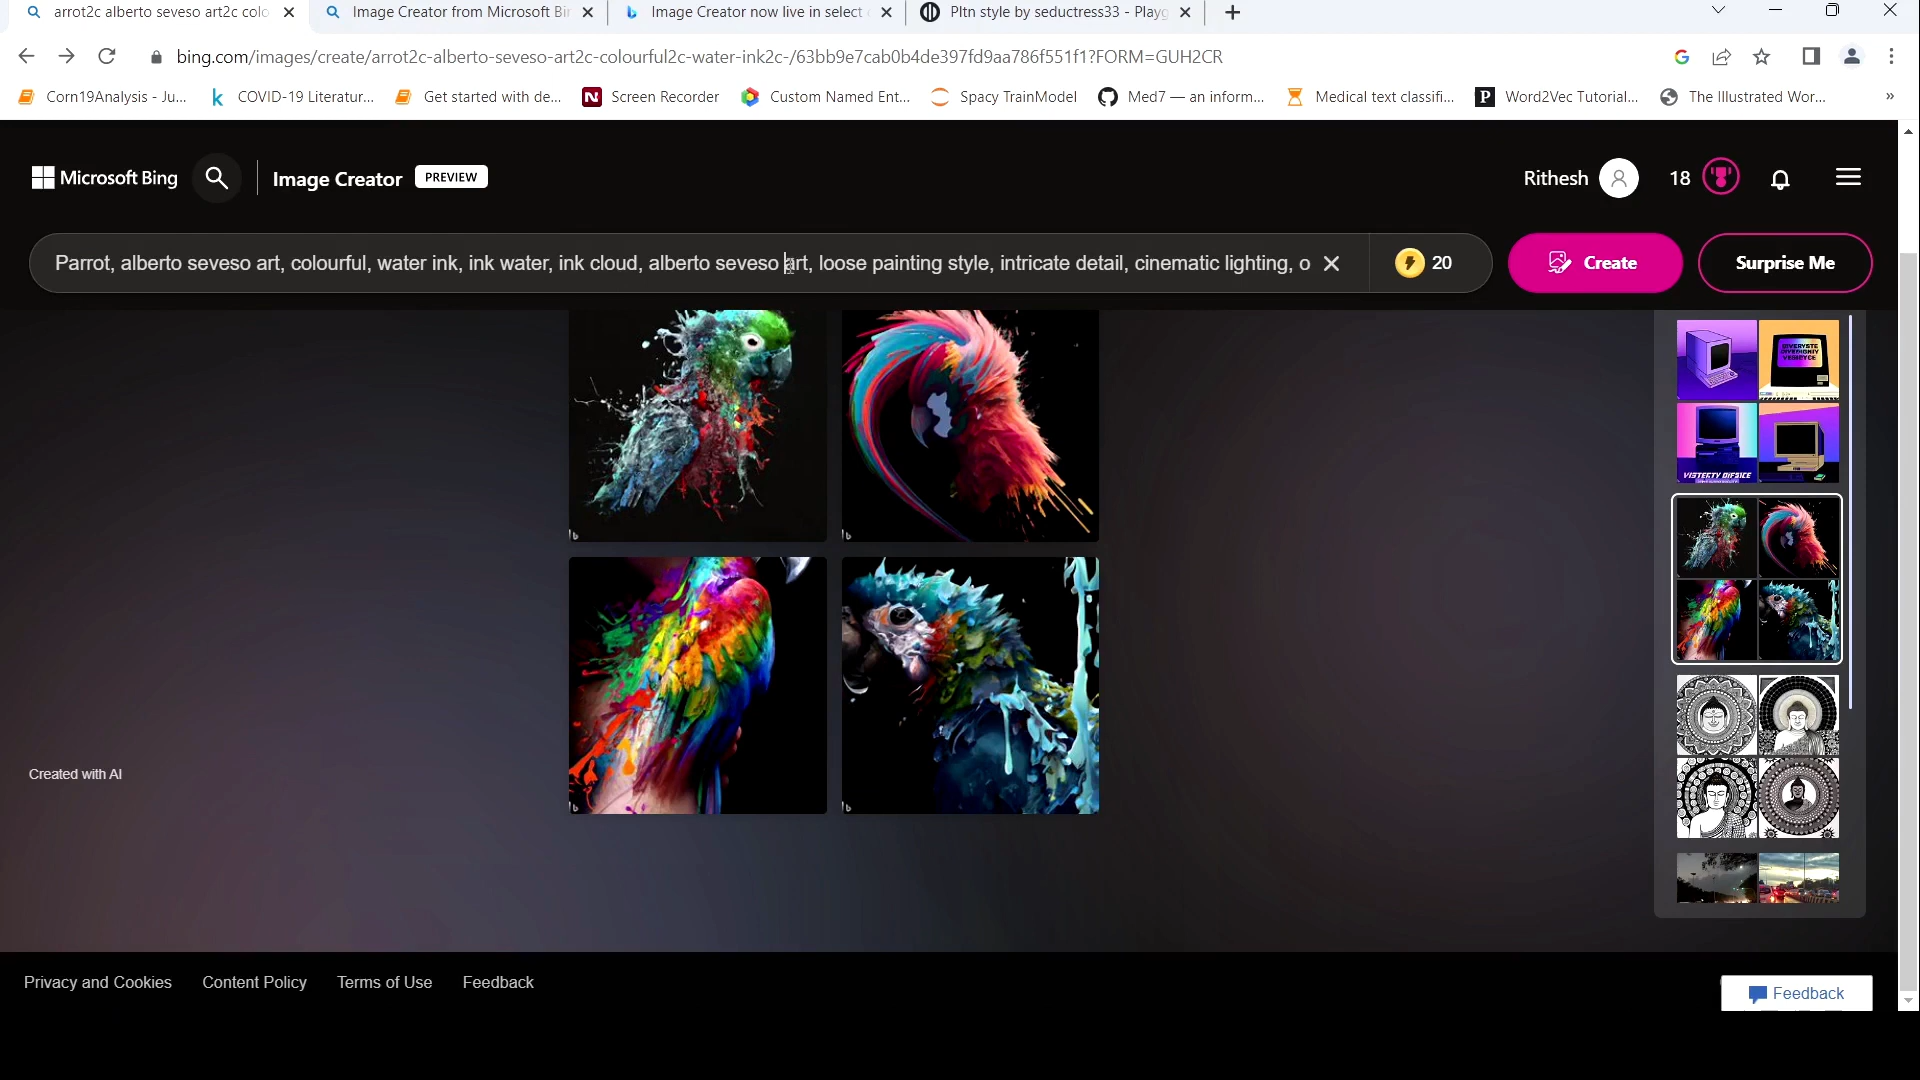 arrot2c alberto seveso art2c colo
Image Creator from Microsoft Bin
Image Creator now live in select
Pltn style by seductress33 - Playg
bing.com/images/create/arrot2c-alberto-seveso-art2c-colourful2c-water-ink2c-/63bb9e7cab0b4de397fd9aa786f551f1?FORM=GUH2CR
Corn19Analysis - Ju...
COVID-19 Literatur...
Get started with de...
Screen Recorder
Custom Named Ent...
Spacy TrainModel
Med7 — an inform...
Medical text classifi...
Word2Vec Tutorial...
The Illustrated Wor...
»
Microsoft Bing
Image Creator
PREVIEW
Rithesh
18
Parrot, alberto seveso art, colourful, water ink, ink water, ink cloud, alberto seveso art, loose painting style, intricate detail, cinematic lighting, o
20
Create
Surprise Me
VISTECTY DIFSICE
Created with AI
Privacy and Cookies
Content Policy
Terms of Use
Feedback
Feedback